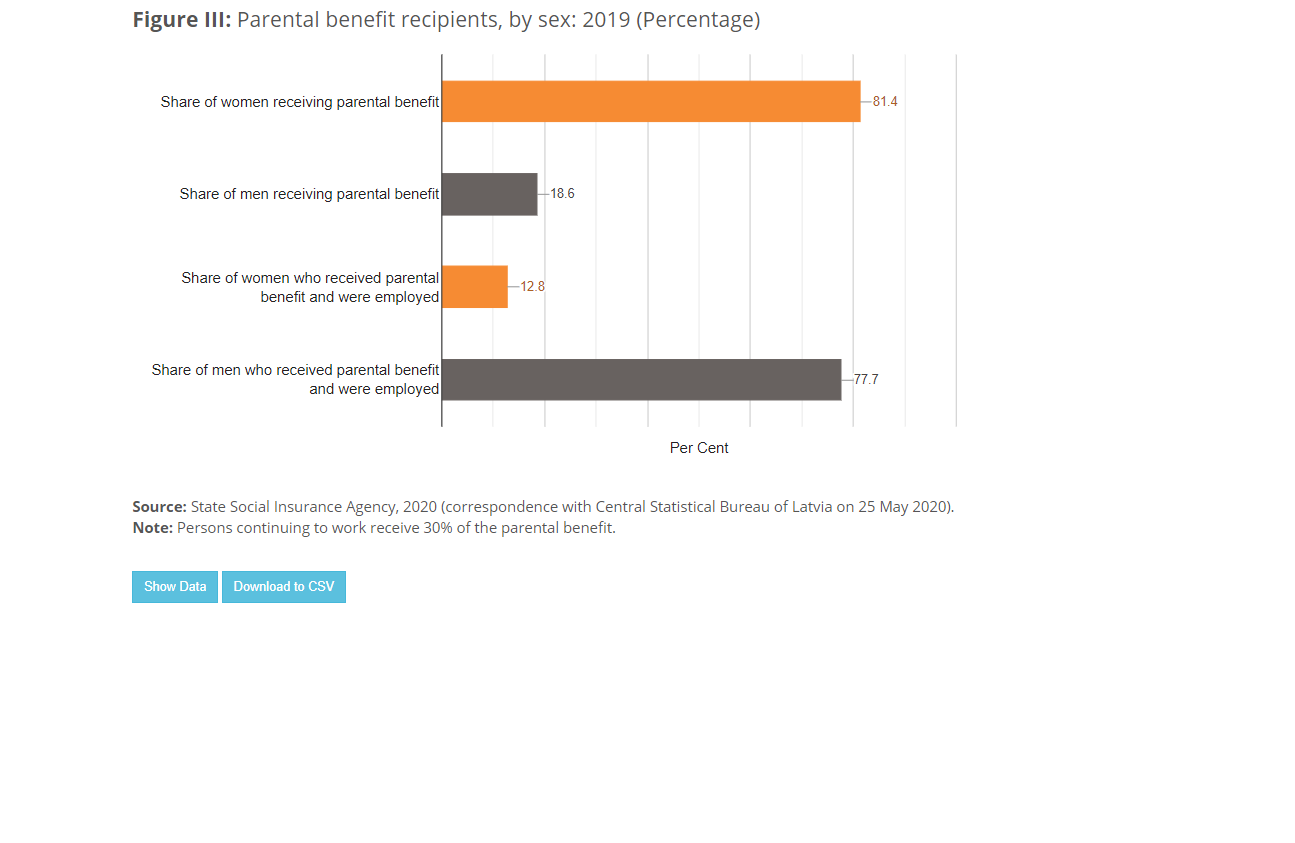 Figure III: Parental benefit recipients, by sex: 2019 (Percentage)
Share of women receiving parental benefit
81.4
Share of men receiving parental benefit
18.6
Share of women who received parental
benefit and were employed
12.8
Share of men who received parental benefit
and were employed
77.7
Per Cent
Source: State Social Insurance Agency, 2020 (correspondence with Central Statistical Bureau of Latvia on 25 May 2020).
Note: Persons continuing to work receive 30% of the parental benefit.
Show Data
Download to CSV